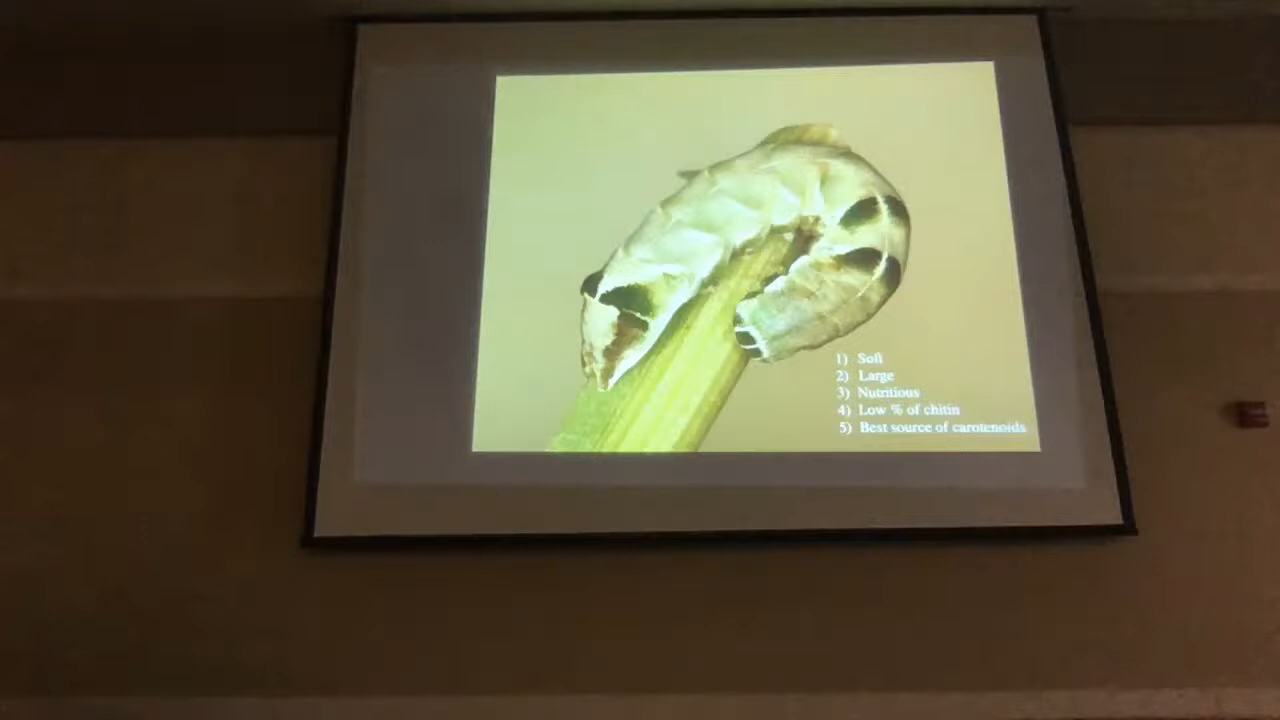 1) Soft
2) Large
3) Nutritious
4) Low % of chitin
5) Best source of carotenoids